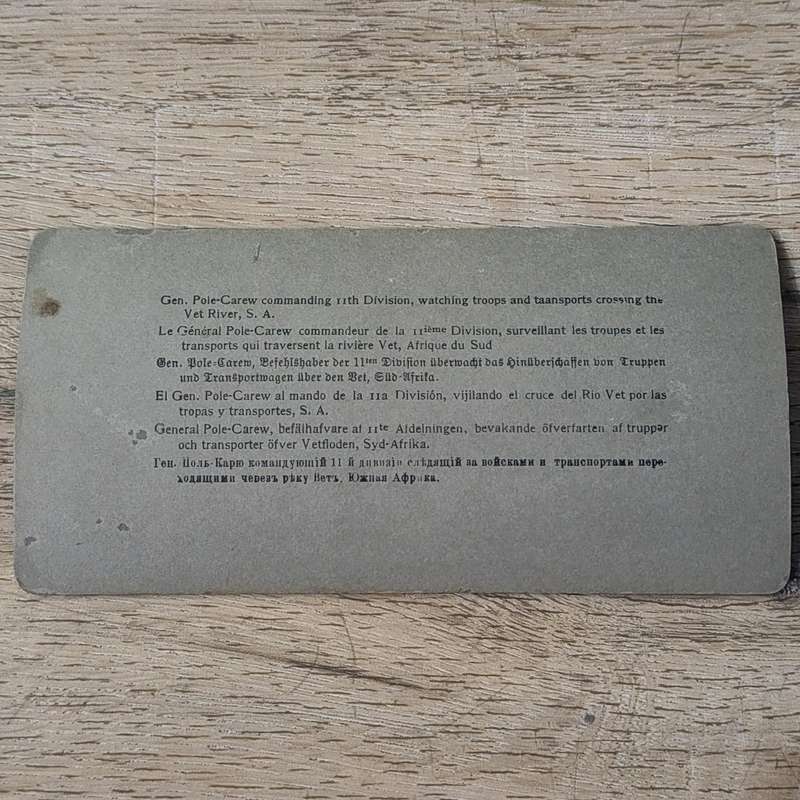 Gen. Pole-Carew commanding 11th Division, watching troops and taansports crossing the
Vet River, S. A.
Le Général Pole-Carew commandeur de la 11ième Division, surveillant les troupes et les
transports qui traversent la rivière Vet, Afrique du Sud
Gen. Pole-Carew, Befehlshaber der 11ten Division überwacht das Hinüberschaffen von Truppen
und Transportwagen über den Vet, Süd-Afrika.
El Gen. Pole-Carew al mando de la 11a División, vijilando el cruce del Rio Vet por las
tropas y transportes, S. A.
General Pole-Carew, befälhafvare af 11te Afdelningen, bevakande öfverfarten af truppər
och transporter öfver Vetfloden, Syd-Afrika.
Ген. Поль-Карю командующій 11 й дивизіи слѣдящій за войсками и транспортами пере-
ходящими черезъ рѣку Ветъ, Южная Африка.